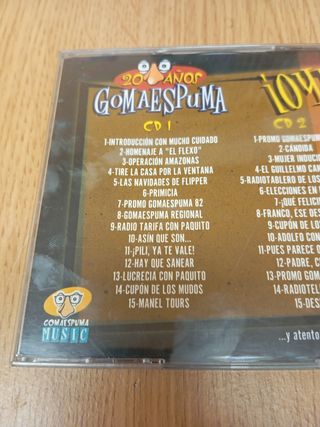 20 AÑOS
GOMAESPUMA
CD 1
1-INTRODUCCIÓN CON MUCHO CUIDADO
2-HOMENAJE A "EL FLEXO"
3-OPERACIÓN AMAZONAS
4-TIRE LA CASA POR LA VENTANA
5-LAS NAVIDADES DE FLIPPER
6-PRIMICIA
7-PROMO GOMAESPUMA 82
8-GOMAESPUMA REGIONAL
9-RADIO TARIFA CON PAQUITO
10-ASÍN QUE SON...
11-¡PILI, YA TE VALE!
12-HAY QUE SANEAR
13-LUCRECIA CON PAQUITO
14-CUPÓN DE LOS MUDOS
15-MANEL TOURS
GOMAESPUMA
MUSIC
CD 2
1-PROMO GOMAESPUM
2-CÁNDIDA
3-MUJER INDUCI
4-EL GUILLERMO CAN
5-RADIOTABLERO DE LOS
6-ELECCIONES EN
7-¡QUÉ FELICI
8-FRANCO, ESE DES
9-CUPÓN DE LOS
10-ADOLFO CON
11-PUES PARECE Q
12-PADRE, C
13-PROMO GOMA
14-RADIOTEL
15-DES
...y atento